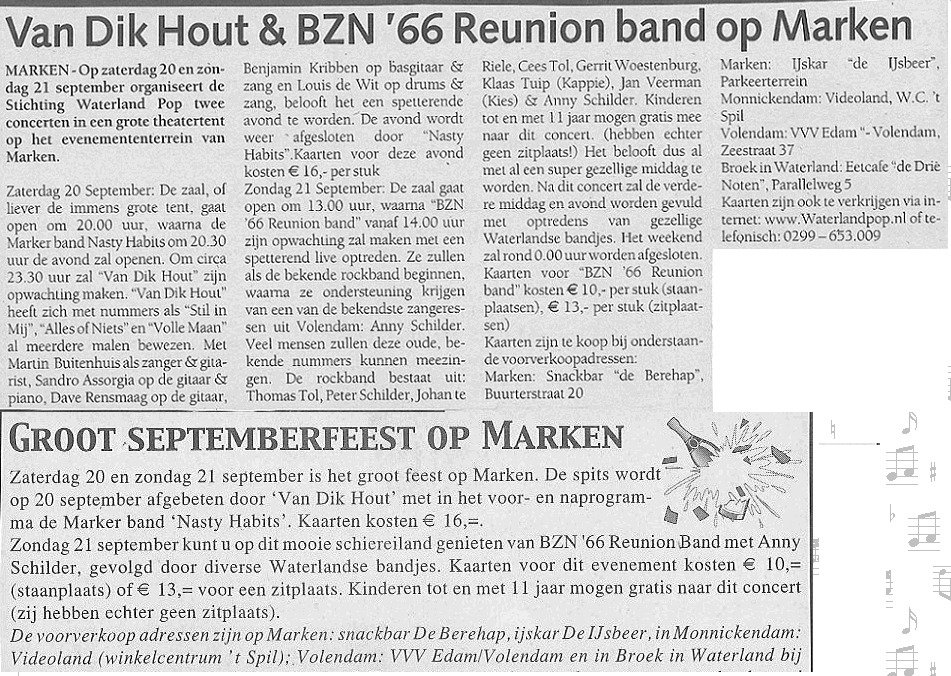 Van Dik Hout & BZN ’66 Reunion band op Marken
MARKEN - Op zaterdag 20 en zon-
dag 21 september organiseert de
Stichting Waterland Pop twee
concerten in een grote theatertent
op het evenemententerrein van
Marken.
Zaterdag 20 September: De zaal, of
liever de immens grote tent, gaat
open om 20.00 uur, waarna de
Marker band Nasty Habits om 20.30
uur de avond zal openen. Om circa
23.30 uur zal “Van Dik Hout” zijn
opwachting maken. “Van Dik Hout”
heeft zich met nummers als “Stil in
Mij”, “Alles of Niets” en “Volle Maan”
al meerdere malen bewezen. Met
Martin Buitenhuis als zanger & gita-
rist, Sandro Assorgia op de gitaar &
piano, Dave Rensmaag op de gitaar,
Benjamin Kribben op basgitaar &
zang en Louis de Wit op drums &
zang, belooft het een spetterende
avond te worden. De avond wordt
weer afgesloten door “Nasty
Habits”.Kaarten voor deze avond
kosten € 16,- per stuk
Zondag 21 September: De zaal gaat
open om 13.00 uur, waarna “BZN
’66 Reunion band” vanaf 14.00 uur
zijn opwachting zal maken met een
spetterend live optreden. Ze zullen
als de bekende rockband beginnen,
waarna ze ondersteuning krijgen
van een van de bekendste zangeres-
sen uit Volendam: Anny Schilder.
Veel mensen zullen deze oude, be-
kende nummers kunnen meezin-
gen. De rockband bestaat uit:
Thomas Tol, Peter Schilder, Johan te
Riele, Cees Tol, Gerrit Woestenburg,
Klaas Tuip (Kappie), Jan Veerman
(Kies) & Anny Schilder. Kinderen
tot en met 11 jaar mogen gratis mee
naar dit concert. (hebben echter
geen zitplaats!) Het belooft dus al
met al een super gezellige middag te
worden. Na dit concert zal de verde-
re middag en avond worden gevuld
met optredens van gezellige
Waterlandse bandjes. Het weekend
zal rond 0.00 uur worden afgesloten.
Kaarten voor “BZN ’66 Reunion
band” kosten € 10,- per stuk (staan-
plaatsen), € 13,- per stuk (zitplaat-
sen)
Kaarten zijn te koop bij onderstaan-
de voorverkoopadressen:
Marken: Snackbar “de Berehap”,
Buurterstraat 20
Marken: IJskar “de IJsbeer”,
Parkeerterrein
Monnickendam: Videoland, W.C. ’t
Spil
Volendam: VVV Edam “- Volendam,
Zeestraat 37
Broek in Waterland: Eetcafe “de Drie
Noten”, Parallelweg 5
Kaarten zijn ook te verkrijgen via in-
ternet: www.Waterlandpop.nl of te-
lefonisch: 0299 – 653.009
GROOT SEPTEMBERFEEST OP MARKEN
Zaterdag 20 en zondag 21 september is het groot feest op Marken. De spits wordt
op 20 september afgebeten door ‘Van Dik Hout’ met in het voor- en naprogram-
ma de Marker band ‘Nasty Habits’. Kaarten kosten € 16,=.
Zondag 21 september kunt u op dit mooie schiereiland genieten van BZN '66 Reunion Band met Anny
Schilder, gevolgd door diverse Waterlandse bandjes. Kaarten voor dit evenement kosten € 10,=
(staanplaats) of € 13,= voor een zitplaats. Kinderen tot en met 11 jaar mogen gratis naar dit concert
(zij hebben echter geen zitplaats).
De voorverkoop adressen zijn op Marken: snackbar De Berehap, ijskar De IJsbeer, in Monnickendam:
Videoland (winkelcentrum ’t Spil); Volendam: VVV Edam/Volendam en in Broek in Waterland bij